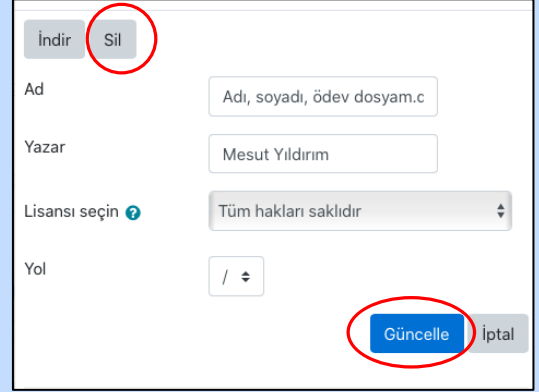 İndir Sil
Ad Adı, soyadı, ödev dosyam.c
Yazar Mesut Yıldırım
Lisansı seçin ? Tüm hakları saklıdır
Yol /
Güncelle İptal